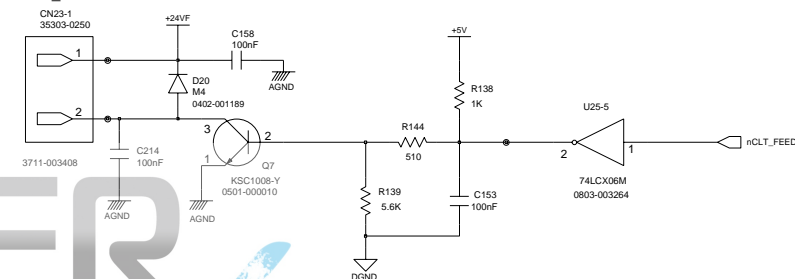 CN23-1
35303-0250
+24VF
C158
100nF
1
AGND
D20
M4
0402-001189
2
3
2
1
C214
100nF
Q7
KSC1008-Y
0501-000010
3711-003408
AGND
AGND
+5V
R138
1K
R144
510
R139
5.6K
C153
100nF
DGND
U25-5
2
1
74LCX06M
0803-003264
nCLT_FEED